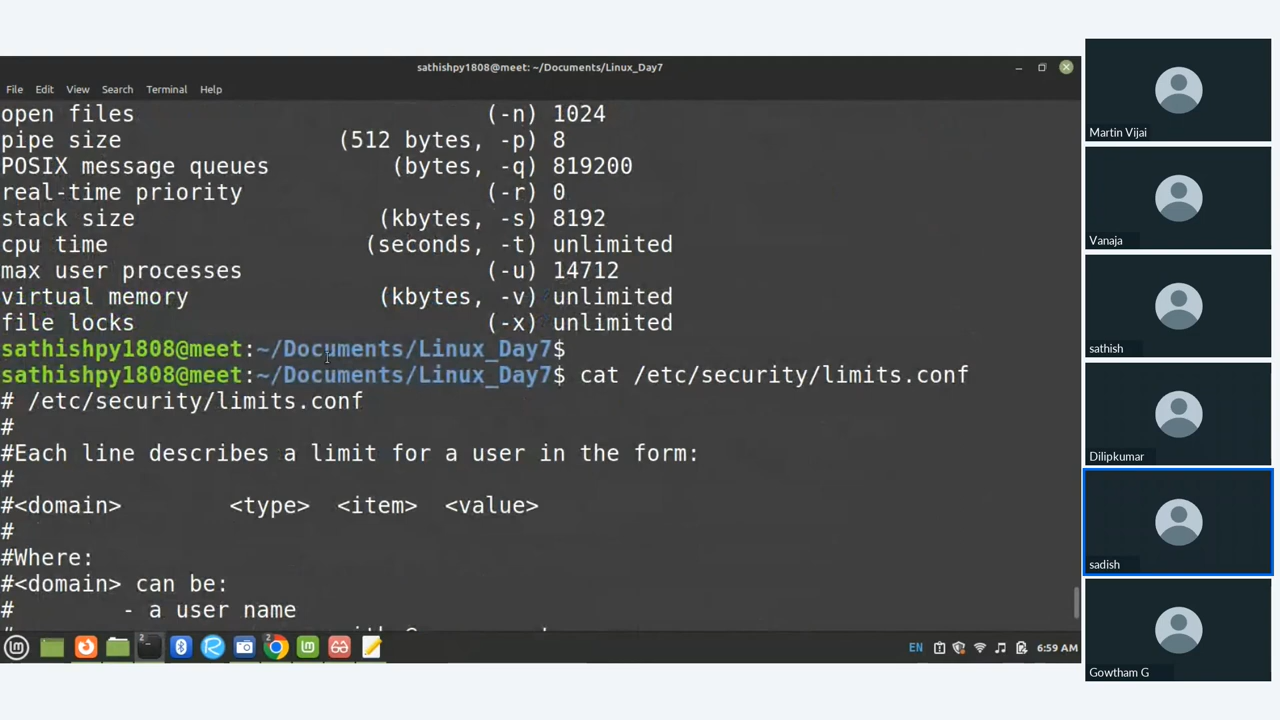 sathishpy1808@meet: ~/Documents/Linux_Day7
File Edit View Search Terminal Help
open files (-n) 1024
pipe size (512 bytes, -p) 8
POSIX message queues (bytes, -q) 819200
real-time priority (-r) 0
stack size (kbytes, -s) 8192
cpu time (seconds, -t) unlimited
max user processes (-u) 14712
virtual memory (kbytes, -v) unlimited
file locks (-x) unlimited
sathishpy1808@meet:~/Documents/Linux_Day7$
sathishpy1808@meet:~/Documents/Linux_Day7$ cat /etc/security/limits.conf
# /etc/security/limits.conf
#
#Each line describes a limit for a user in the form:
#
#<domain> <type> <item> <value>
#
#Where:
#<domain> can be:
# - a user name
2
2
EN 6:59 AM
Martin Vijai
Vanaja
sathish
Dilipkumar
sadish
Gowtham G